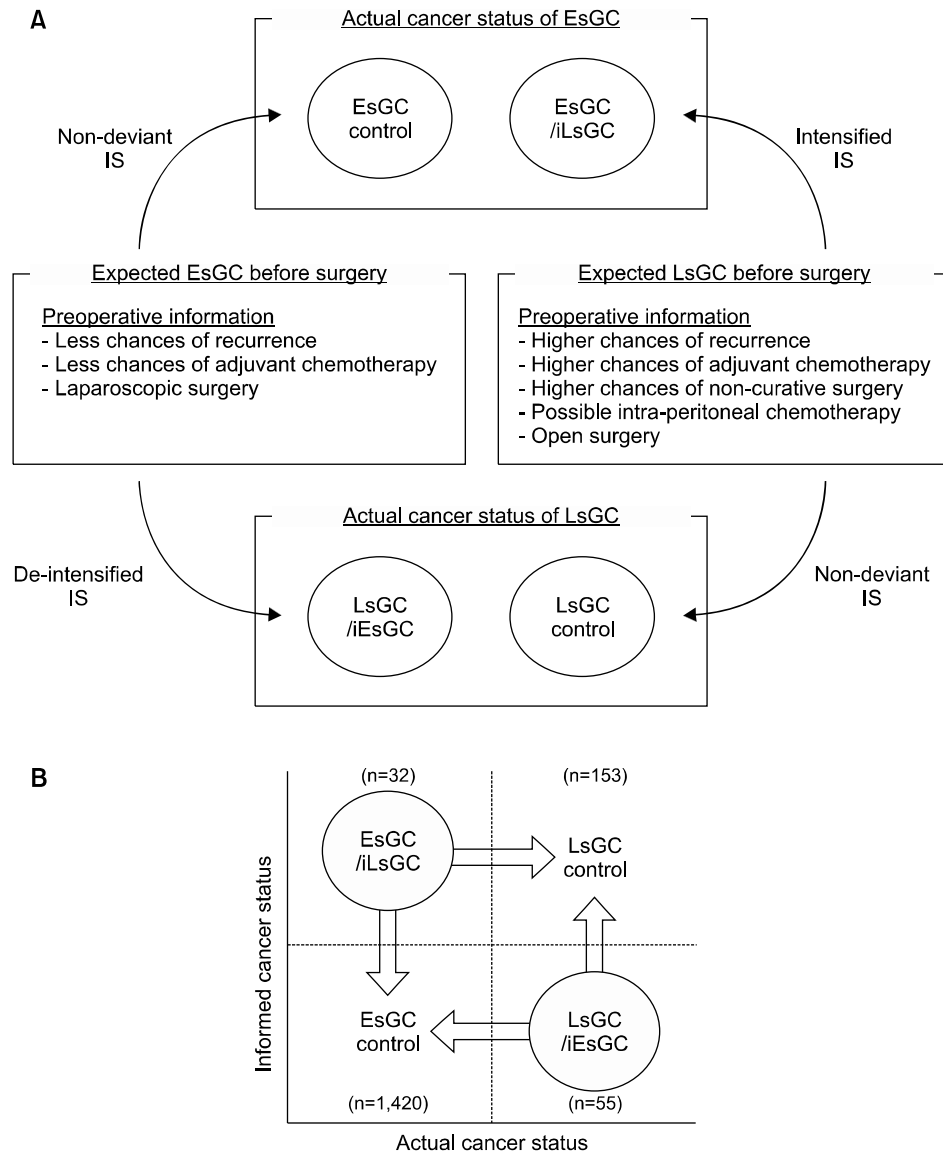 A
Actual cancer status of EsGC
EsGC
control
EsGC
/iLsGC
Non-deviant
IS
Intensified
IS
Expected EsGC before surgery
Preoperative information
- Less chances of recurrence
- Less chances of adjuvant chemotherapy
- Laparoscopic surgery
Expected LsGC before surgery
Preoperative information
- Higher chances of recurrence
- Higher chances of adjuvant chemotherapy
- Higher chances of non-curative surgery
- Possible intra-peritoneal chemotherapy
- Open surgery
Actual cancer status of LsGC
De-intensified
IS
LsGC
/iEsGC
LsGC
control
Non-deviant
IS
B
(n=32)
(n=153)
EsGC
/iLsGC
LsGC
control
Informed cancer status
EsGC
control
LsGC
/iEsGC
(n=1,420)
(n=55)
Actual cancer status